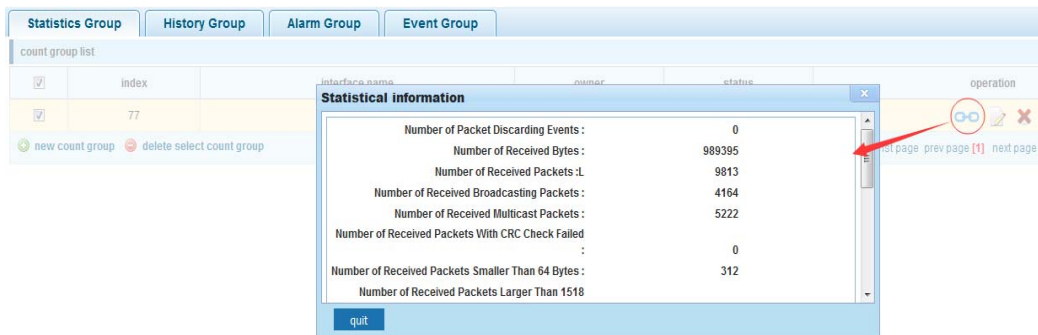 Statistics Group History Group Alarm Group Event Group
count group list
index interface name owner status operation
Statistical information
77
Number of Packet Discarding Events : 0
new count group delete select count group
Number of Received Bytes : 989395
page prev page [1] next page
Number of Received Packets :L 9813
Number of Received Broadcasting Packets : 4164
Number of Received Multicast Packets : 5222
Number of Received Packets With CRC Check Failed
: 0
Number of Received Packets Smaller Than 64 Bytes : 312
Number of Received Packets Larger Than 1518
quit